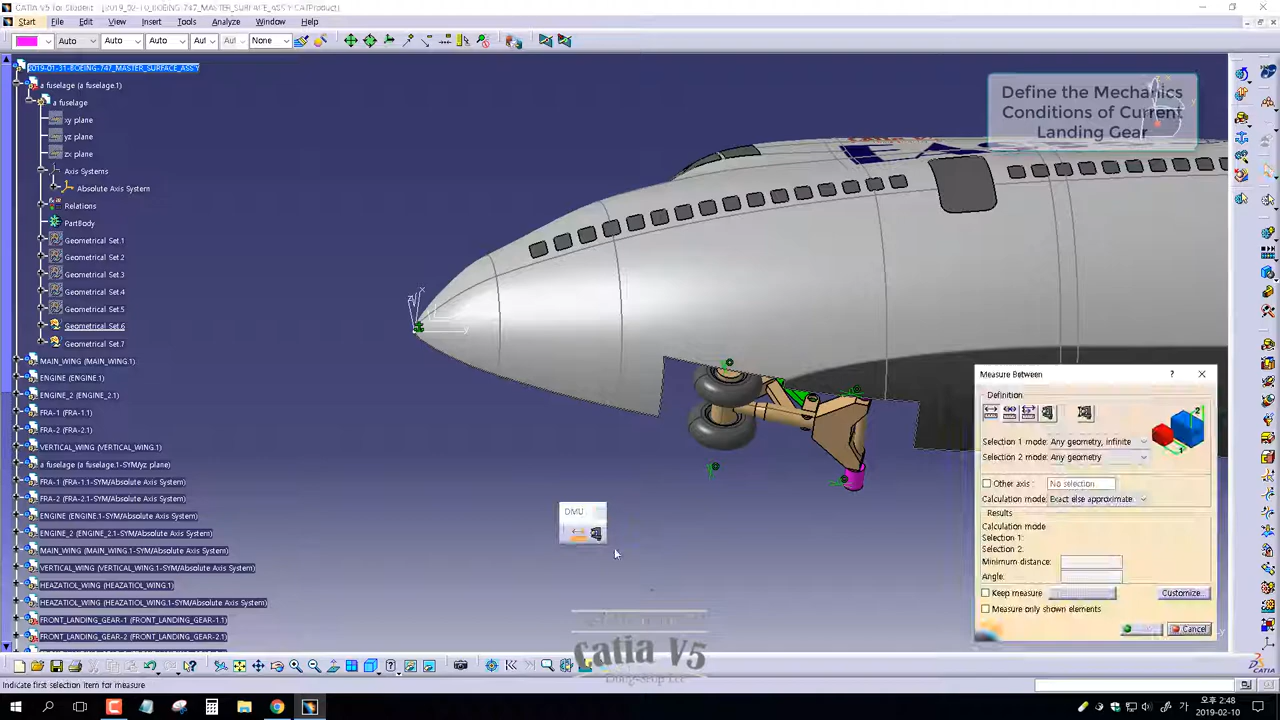 CATIA V5 for Student
Start File Edit View Insert Tools Analyze Window Help
Auto Auto Auto Aut Aut None
2019-01-31-BOEING-747_MASTER_SURFACE_ASS'Y
a fuselage (a fuselage.1)
a fuselage
xy plane
yz plane
zx plane
Axis Systems
Absolute Axis System
Relations
PartBody
Geometrical Set.1
Geometrical Set.2
Geometrical Set.3
Geometrical Set.4
Geometrical Set.5
Geometrical Set.6
Geometrical Set.7
MAIN_WING (MAIN_WING.1)
ENGINE (ENGINE.1)
ENGINE_2 (ENGINE_2.1)
FRA-1 (FRA-1.1)
FRA-2 (FRA-2.1)
VERTICAL_WING (VERTICAL_WING.1)
a fuselage (a fuselage.1-SYM/yz plane)
FRA-1 (FRA-1.1-SYM/Absolute Axis System)
FRA-2 (FRA-2.1-SYM/Absolute Axis System)
ENGINE (ENGINE.1-SYM/Absolute Axis System)
ENGINE_2 (ENGINE_2.1-SYM/Absolute Axis System)
MAIN_WING (MAIN_WING.1-SYM/Absolute Axis System)
VERTICAL_WING (VERTICAL_WING.1-SYM/Absolute Axis System)
HEAZATIOL_WING (HEAZATIOL_WING.1)
HEAZATIOL_WING (HEAZATIOL_WING.1-SYM/Absolute Axis System)
FRONT_LANDING_GEAR-1 (FRONT_LANDING_GEAR-1.1)
FRONT_LANDING_GEAR-2 (FRONT_LANDING_GEAR-2.1)
Define the Mechanics
Conditions of Current
Landing Gear
DMU
Measure Between
Definition
Selection 1 mode: Any geometry, infinite
Selection 2 mode: Any geometry
Other axis : No selection
Calculation mode: Exact else approximate
Results
Calculation mode
Selection 1:
Selection 2:
Minimum distance:
Angle:
Keep measure Customize...
Measure only shown elements
Cancel
Catia V5
Indicate first selection item for measure
가 오후 2:48
2019-02-10